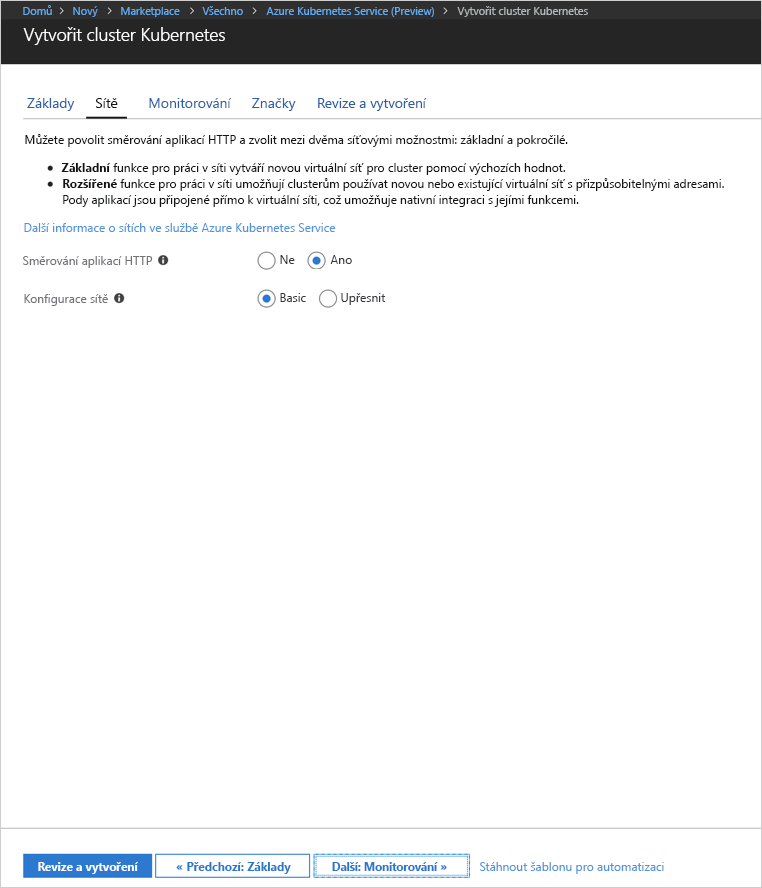 Domů > Nový > Marketplace > Všechno > Azure Kubernetes Service (Preview) > Vytvořit cluster Kubernetes
Vytvořit cluster Kubernetes
Základy Sítě Monitorování Značky Revize a vytvoření
Můžete povolit směrování aplikací HTTP a zvolit mezi dvěma síťovými možnostmi: základní a pokročilé.
• Základní funkce pro práci v síti vytváří novou virtuální síť pro cluster pomocí výchozích hodnot.
• Rozšířené funkce pro práci v síti umožňují clusterům používat novou nebo existující virtuální síť s přizpůsobitelnými adresami.
Pody aplikací jsou připojené přímo k virtuální síti, což umožňuje nativní integraci s jejími funkcemi.
Další informace o sítích ve službě Azure Kubernetes Service
Směrování aplikací HTTP Ne Ano
Konfigurace sítě Basic Upřesnit
Revize a vytvoření « Předchozí: Základy Další: Monitorování » Stáhnout šablonu pro automatizaci